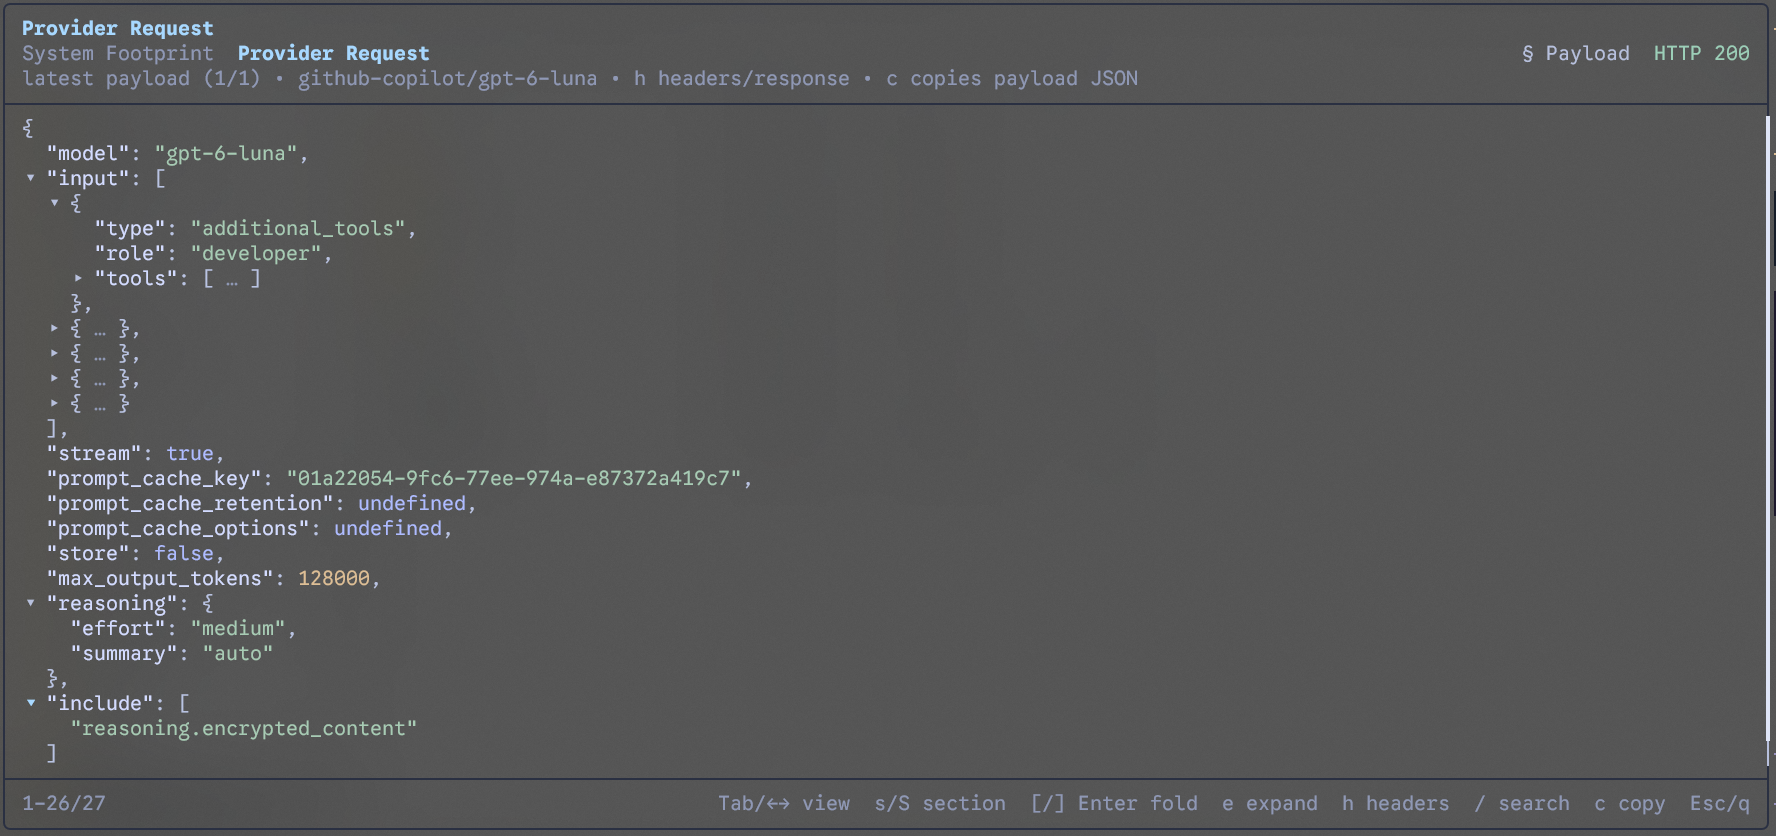 Provider Request
System Footprint  Provider Request
§ Payload  HTTP 200
latest payload (1/1) • github-copilot/gpt-6-luna • h headers/response • c copies payload JSON
{
  "model": "gpt-6-luna",
▾ "input": [
  ▾ {
      "type": "additional_tools",
      "role": "developer",
    ▸ "tools": [ … ]
    },
  ▸ { … },
  ▸ { … },
  ▸ { … },
  ▸ { … }
  ],
  "stream": true,
  "prompt_cache_key": "01a22054-9fc6-77ee-974a-e87372a419c7",
  "prompt_cache_retention": undefined,
  "prompt_cache_options": undefined,
  "store": false,
  "max_output_tokens": 128000,
▾ "reasoning": {
    "effort": "medium",
    "summary": "auto"
  },
▾ "include": [
    "reasoning.encrypted_content"
  ]
1-26/27  Tab/↔ view  s/S section  [/] Enter fold  e expand  h headers  / search  c copy  Esc/q